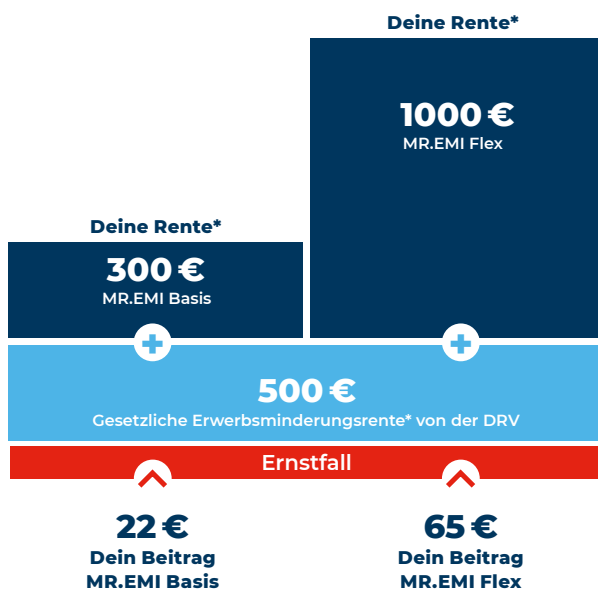 Deine Rente*
1000 €
MR.EMI Flex
Deine Rente*
300 €
MR.EMI Basis
500 €
Gesetzliche Erwerbsminderungsrente* von der DRV
Ernstfall
22 €
Dein Beitrag
MR.EMI Basis
65 €
Dein Beitrag
MR.EMI Flex